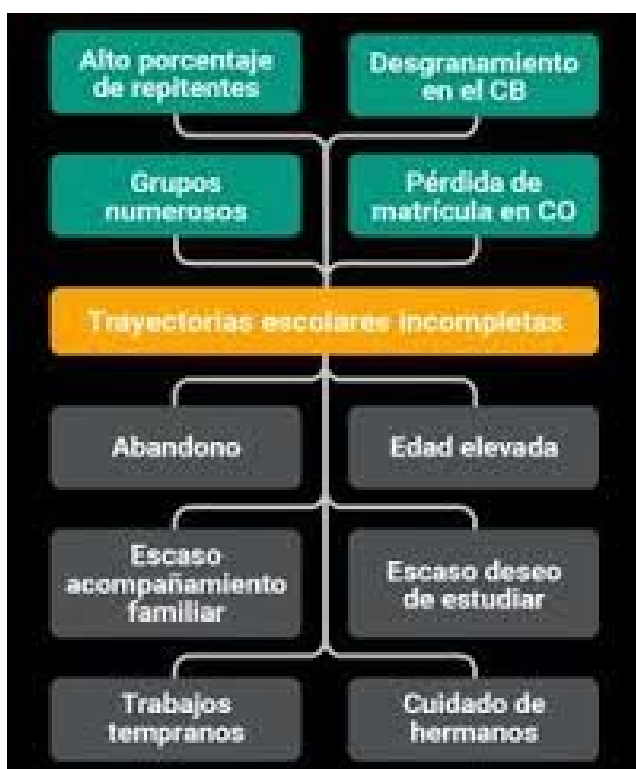 Alto porcentaje
de repitentes
Desgranamiento
en el CB
Grupos
numerosos
Pérdida de
matrícula en CO
Trayectorias escolares incompletas
Abandono
Edad elevada
Escaso
acompañamiento
familiar
Escaso deseo
de estudiar
Trabajos
tempranos
Cuidado de
hermanos